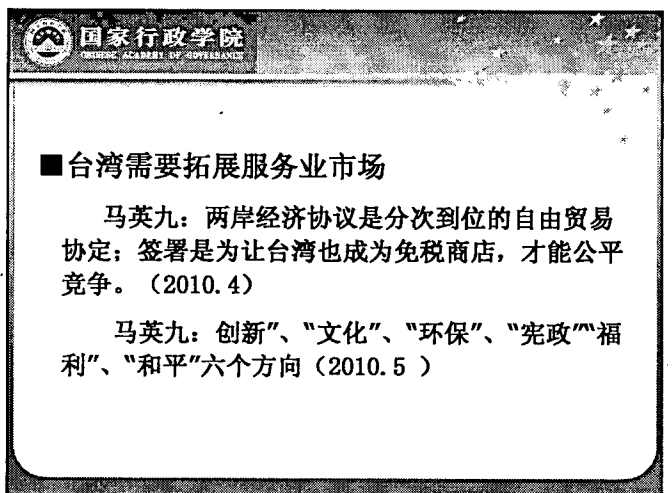 国家行政学院
CHINESE ACADEMY OF GOVERNANCE
■台湾需要拓展服务业市场
马英九：两岸经济协议是分次到位的自由贸易
协定；签署是为让台湾也成为免税商店，才能公平
竞争。（2010.4）
马英九：创新”、“文化”、“环保”、“宪政”“福
利”、“和平”六个方向（2010.5 ）